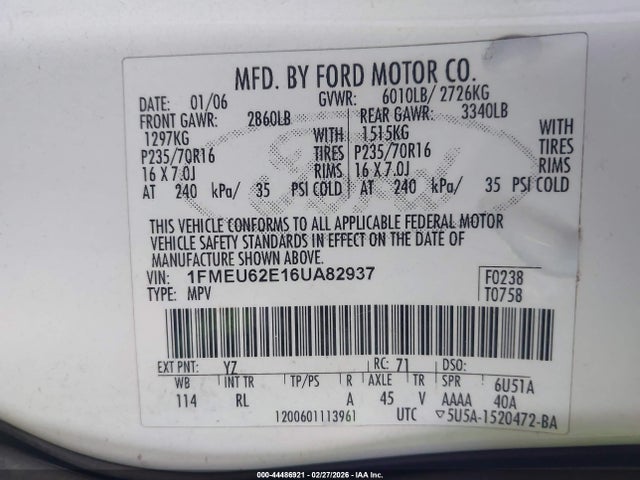 MFD. BY FORD MOTOR CO.
DATE: 01/06 GVWR: 6010LB/ 2726KG
FRONT GAWR: 2860LB REAR GAWR: 3340LB
1297KG WITH 1515KG WITH
P235/70R16 TIRES P235/70R16 TIRES
16 X 7.0J RIMS 16 X 7.0J RIMS
AT 240 kPa/ 35 PSI COLD AT 240 kPa/ 35 PSI COLD
THIS VEHICLE CONFORMS TO ALL APPLICABLE FEDERAL MOTOR
VEHICLE SAFETY STANDARDS IN EFFECT ON THE DATE OF
MANUFACTURE SHOWN ABOVE.
VIN: 1FMEU62E16UA82937 F0238
TYPE: MPV T0758
EXT PNT: YZ RC: 71 DSO:
WB INT TR TP/PS R AXLE TR SPR 6U51A
114 RL A 45 V AAAA 40A
1200601113961 UTC ▽5U5A-1520472-BA
000-44486921 - 02/27/2026 - IAAI, Inc.